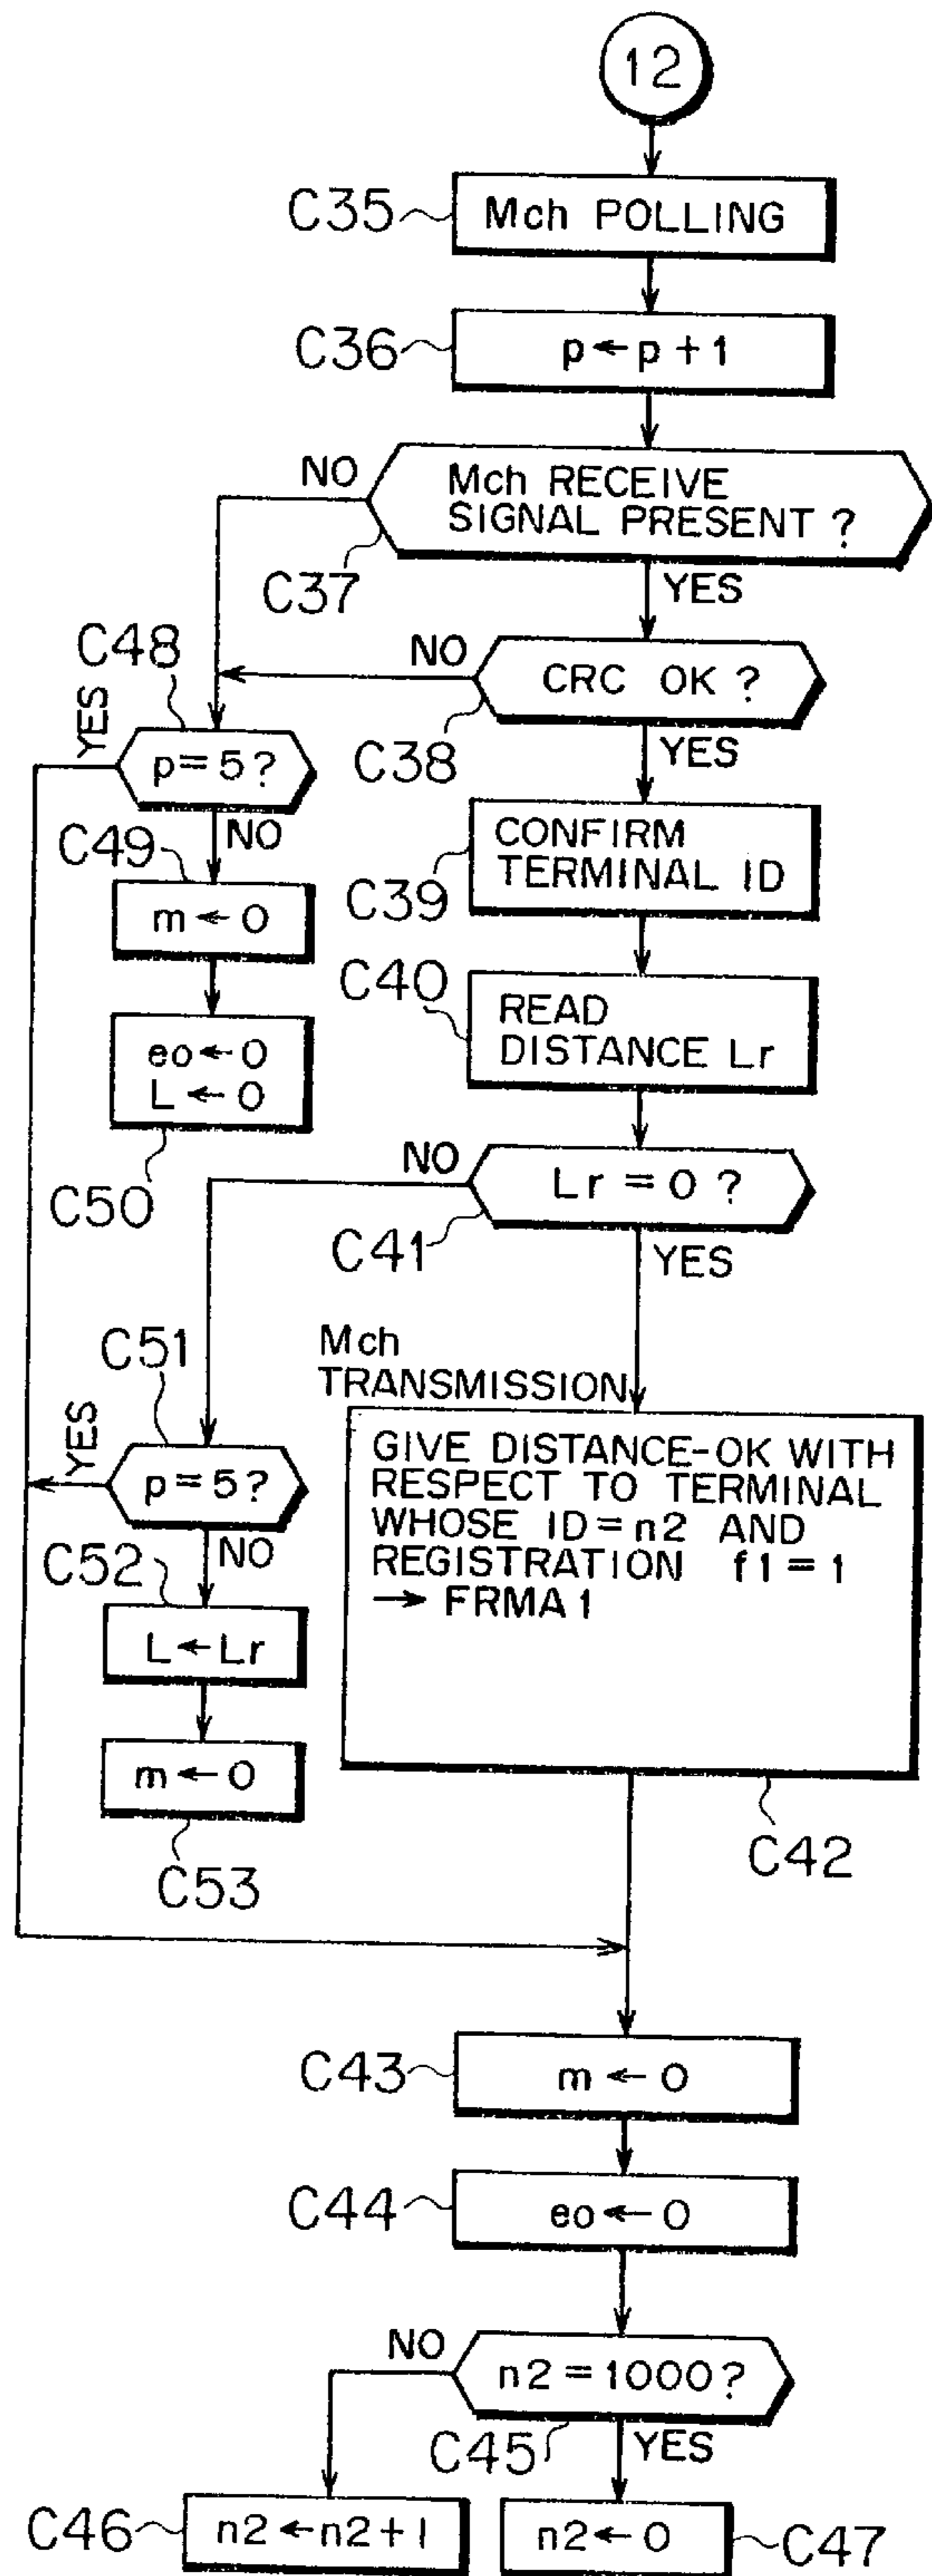 12
C35
Mch POLLING
C36
p ← p + 1
NO
Mch RECEIVE
SIGNAL PRESENT ?
C37
YES
C48
NO
CRC OK ?
YES
C38
YES
p = 5 ?
NO
C49
CONFIRM
TERMINAL ID
C39
m ← 0
C40
READ
DISTANCE Lr
eo ← 0
L ← 0
C50
NO
Lr = 0 ?
C41
YES
C51
Mch
TRANSMISSION
YES
p = 5 ?
NO
GIVE DISTANCE-OK WITH
RESPECT TO TERMINAL
WHOSE ID = n2 AND
REGISTRATION f1 = 1
→ FRMA1
C52
L ← Lr
m ← 0
C53
C42
C43
m ← 0
C44
eo ← 0
NO
n2 = 1000 ?
C45
YES
C46
n2 ← n2 + 1
n2 ← 0
C47